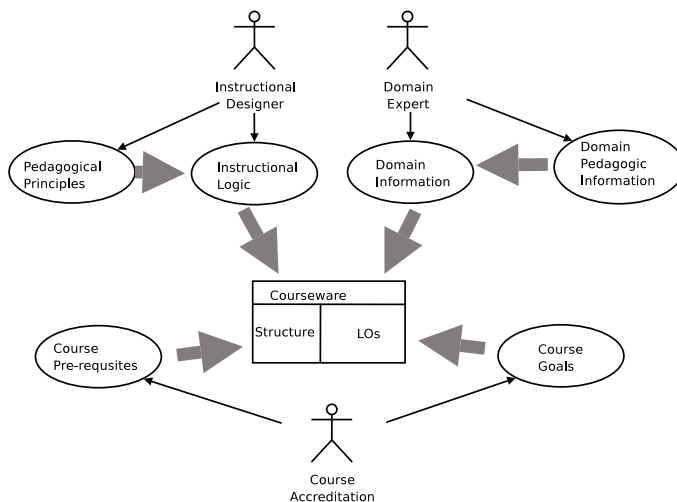 Instructional
Designer
Domain
Expert
Pedagogical
Principles
Instructional
Logic
Domain
Information
Domain
Pedagogic
Information
Courseware
Structure
LOs
Course
Pre-requsites
Course
Goals
Course
Accreditation